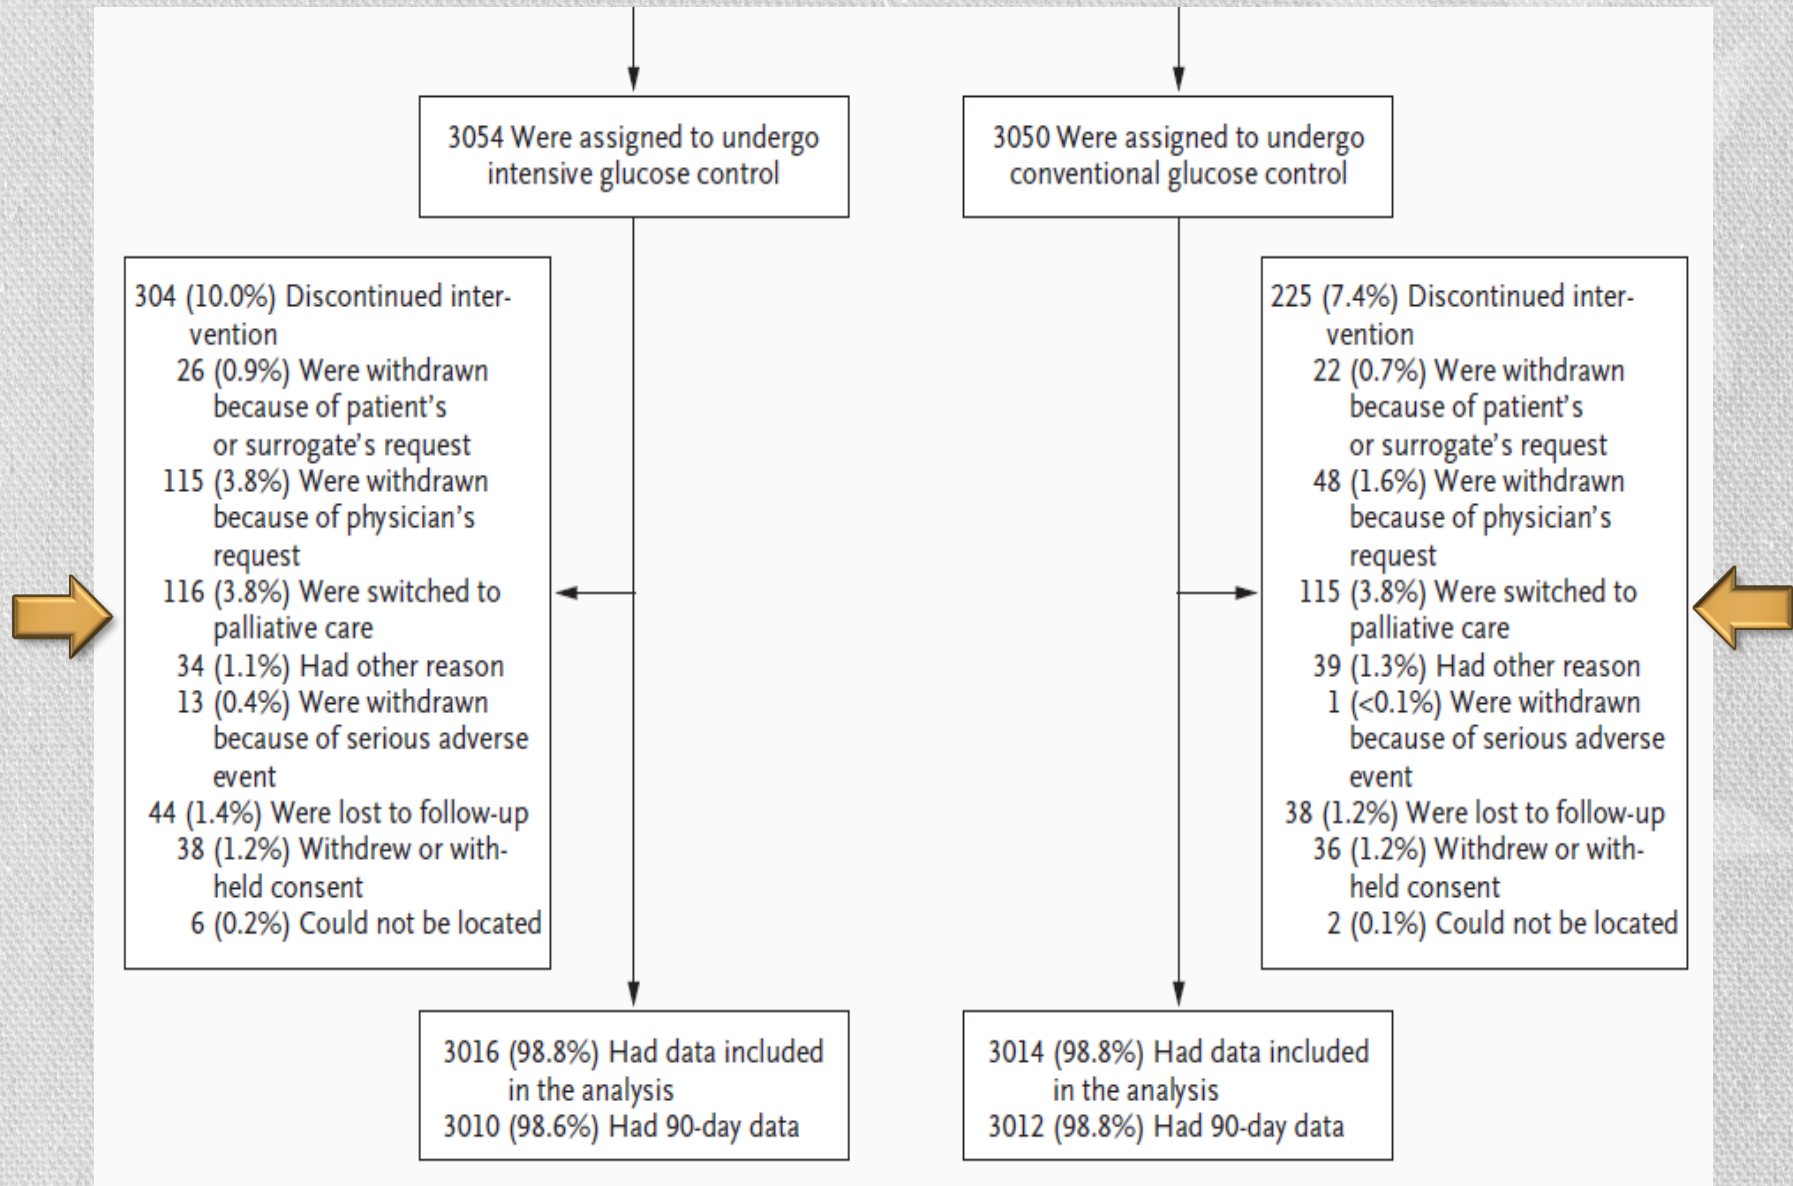 3054 Were assigned to undergo
intensive glucose control
3050 Were assigned to undergo
conventional glucose control
304 (10.0%) Discontinued inter-
vention
26 (0.9%) Were withdrawn
because of patient's
or surrogate's request
115 (3.8%) Were withdrawn
because of physician's
request
116 (3.8%) Were switched to
palliative care
34 (1.1%) Had other reason
13 (0.4%) Were withdrawn
because of serious adverse
event
44 (1.4%) Were lost to follow-up
38 (1.2%) Withdrew or with-
held consent
6 (0.2%) Could not be located
225 (7.4%) Discontinued inter-
vention
22 (0.7%) Were withdrawn
because of patient's
or surrogate's request
48 (1.6%) Were withdrawn
because of physician's
request
115 (3.8%) Were switched to
palliative care
39 (1.3%) Had other reason
1 (<0.1%) Were withdrawn
because of serious adverse
event
38 (1.2%) Were lost to follow-up
36 (1.2%) Withdrew or with-
held consent
2 (0.1%) Could not be located
3016 (98.8%) Had data included
in the analysis
3010 (98.6%) Had 90-day data
3014 (98.8%) Had data included
in the analysis
3012 (98.8%) Had 90-day data